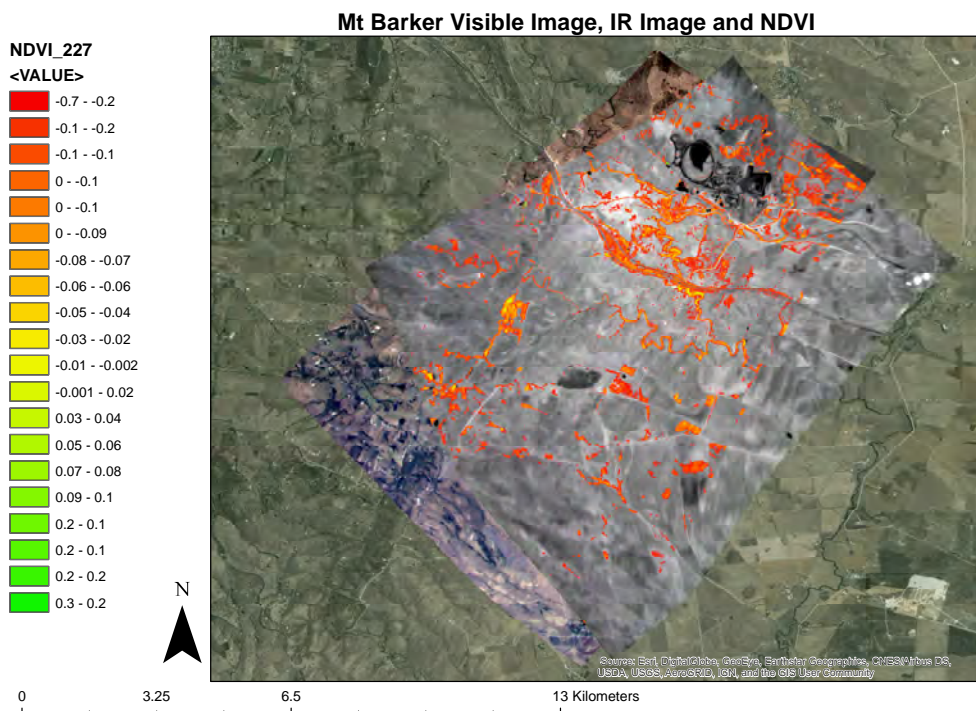 Mt Barker Visible Image, IR Image and NDVI
NDVI_227
<VALUE>
-0.7 - -0.2
-0.1 - -0.2
-0.1 - -0.1
0 - -0.1
0 - -0.1
0 - -0.09
-0.08 - -0.07
-0.06 - -0.06
-0.05 - -0.04
-0.03 - -0.02
-0.01 - -0.002
-0.001 - 0.02
0.03 - 0.04
0.05 - 0.06
0.07 - 0.08
0.09 - 0.1
0.2 - 0.1
0.2 - 0.1
0.2 - 0.2
0.3 - 0.2
N
Source: Esri, DigitalGlobe, GeoEye, Earthstar Geographics, CNES/Airbus DS,
USDA, USGS, AeroGRID, IGN, and the GIS User Community
0 3.25 6.5 13 Kilometers